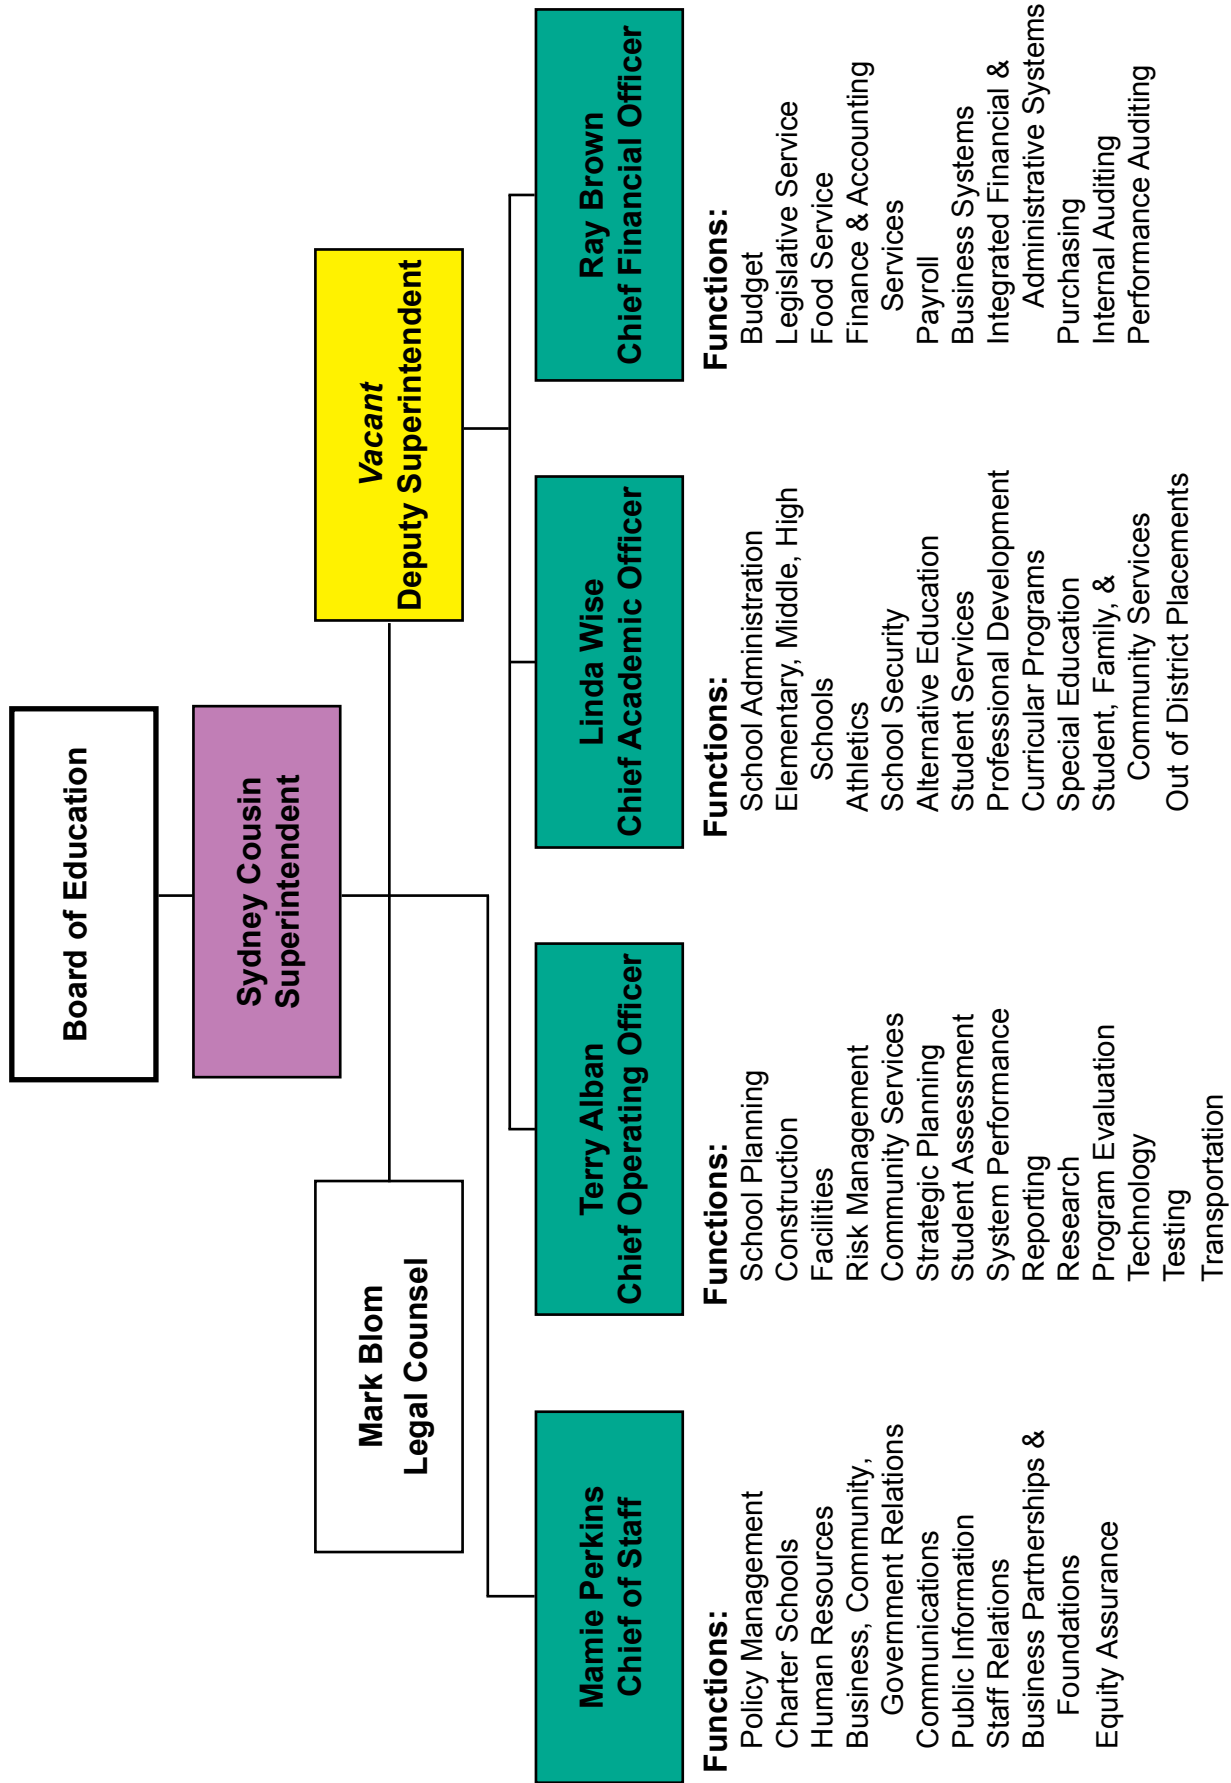 Board of Education
Sydney Cousin
Superintendent
Mark Blom
Legal Counsel
Vacant
Deputy Superintendent
Mamie Perkins
Chief of Staff
Functions:
Policy Management
Charter Schools
Human Resources
Business, Community,
Government Relations
Communications
Public Information
Staff Relations
Business Partnerships &
Foundations
Equity Assurance
Terry Alban
Chief Operating Officer
Functions:
School Planning
Construction
Facilities
Risk Management
Community Services
Strategic Planning
Student Assessment
System Performance
Reporting
Research
Program Evaluation
Technology
Testing
Transportation
Linda Wise
Chief Academic Officer
Functions:
School Administration
Elementary, Middle, High
Schools
Athletics
School Security
Alternative Education
Student Services
Professional Development
Curricular Programs
Special Education
Student, Family, &
Community Services
Out of District Placements
Ray Brown
Chief Financial Officer
Functions:
Budget
Legislative Service
Food Service
Finance & Accounting
Services
Payroll
Business Systems
Integrated Financial &
Administrative Systems
Purchasing
Internal Auditing
Performance Auditing